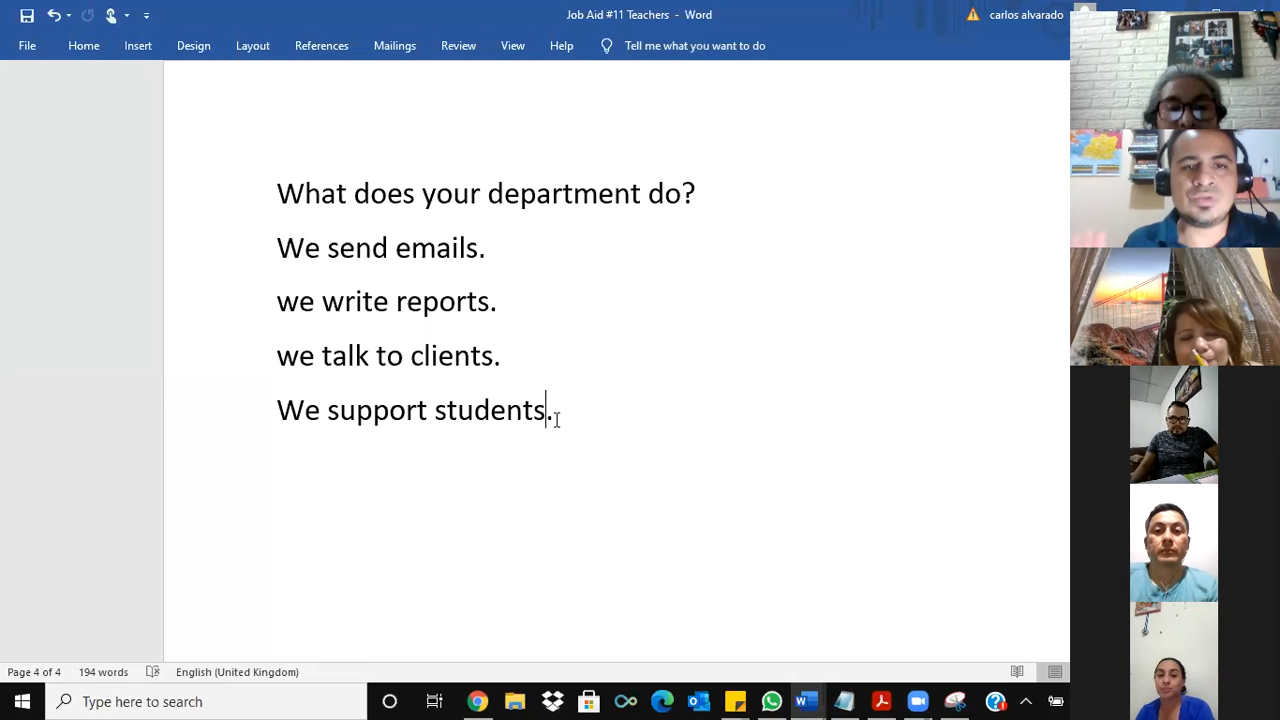 Job Aid #11 Teachers - Word
carlos alvarado
File Home Insert Design Layout References Mailings Review View Help Tell me what you want to do
What does your department do?
We send emails.
we write reports.
we talk to clients.
We support students.
Page 4 of 4 194 words English (United Kingdom)
Type here to search